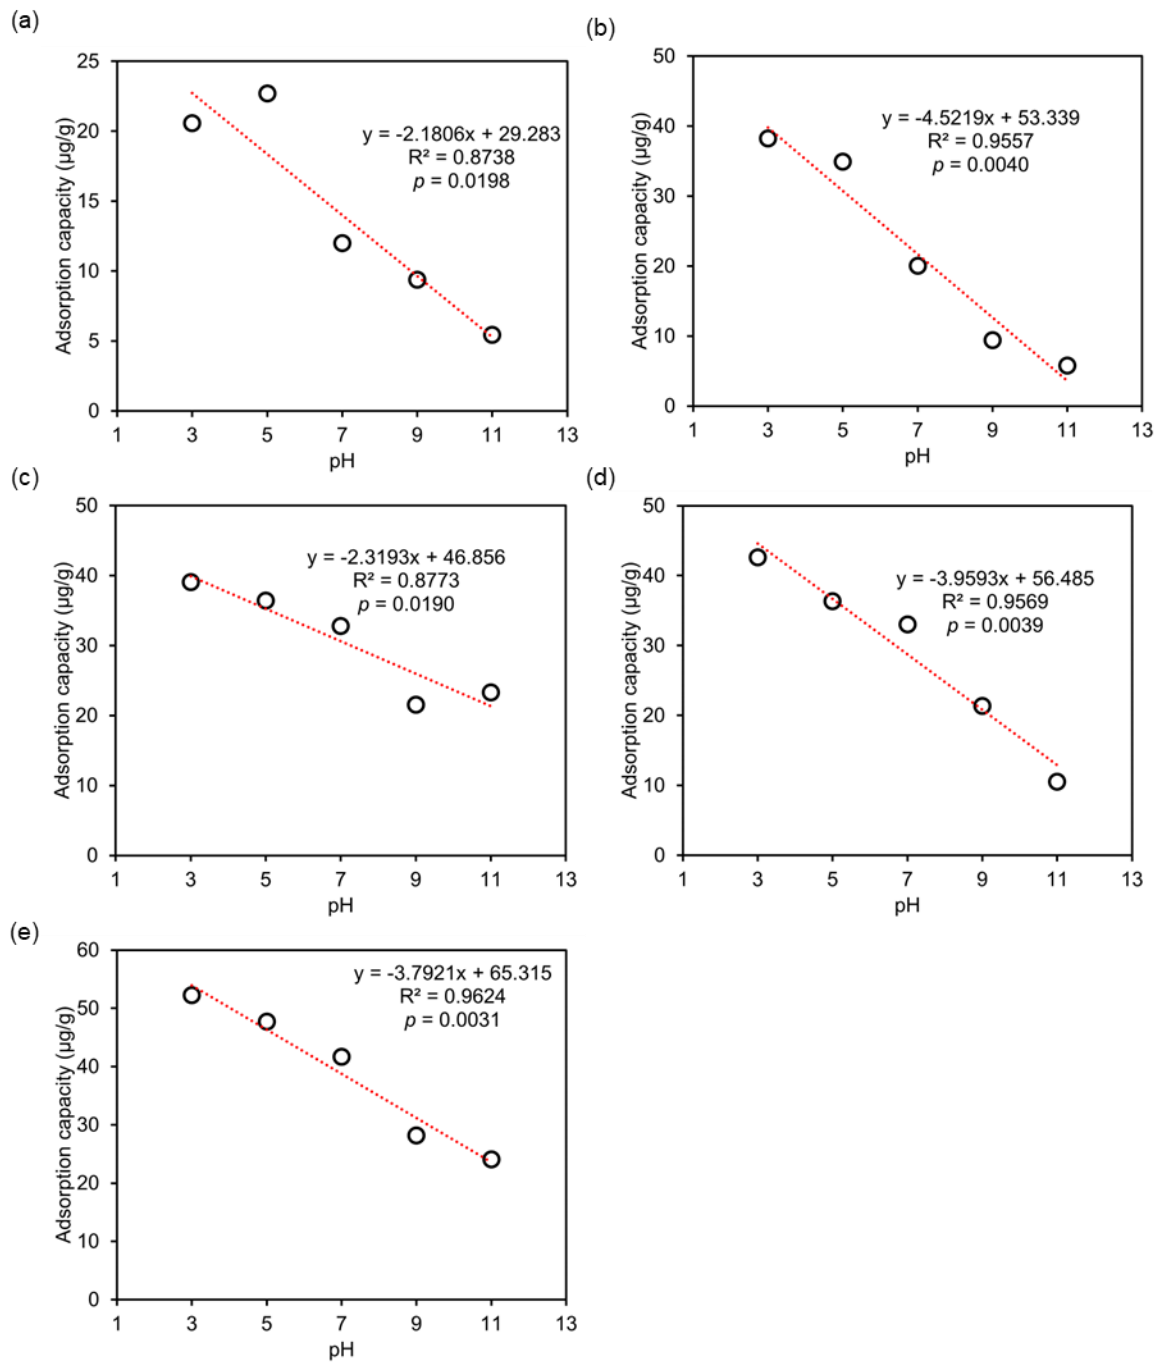 (a)
25
20
15
10
5
0
Adsorption capacity (µg/g)
y = -2.1806x + 29.283
R² = 0.8738
p = 0.0198
1 3 5 7 9 11 13
pH
(b)
50
40
30
20
10
0
Adsorption capacity (µg/g)
y = -4.5219x + 53.339
R² = 0.9557
p = 0.0040
1 3 5 7 9 11 13
pH
(c)
50
40
30
20
10
0
Adsorption capacity (µg/g)
y = -2.3193x + 46.856
R² = 0.8773
p = 0.0190
1 3 5 7 9 11 13
pH
(d)
50
40
30
20
10
0
Adsorption capacity (µg/g)
y = -3.9593x + 56.485
R² = 0.9569
p = 0.0039
1 3 5 7 9 11 13
pH
(e)
60
50
40
30
20
10
0
Adsorption capacity (µg/g)
y = -3.7921x + 65.315
R² = 0.9624
p = 0.0031
1 3 5 7 9 11 13
pH